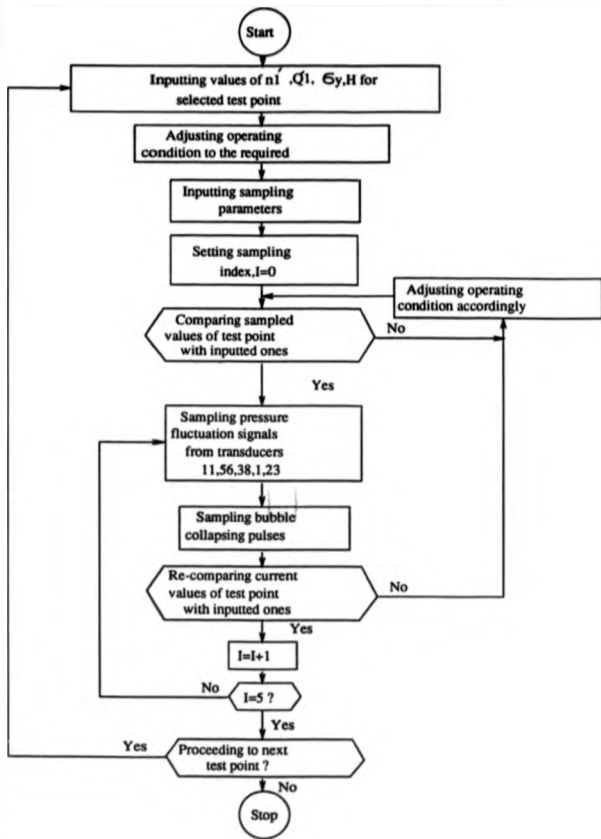 Start
Inputting values of n1' ,Q'1, σy,H for
selected test point
Adjusting operating
condition to the required
Inputting sampling
parameters
Setting sampling
index,I=0
Adjusting operating
condition accordingly
Comparing sampled
values of test point
with inputted ones
No
Yes
Sampling pressure
fluctuation signals
from transducers
11,56,38,1,23
Sampling bubble
collapsing pulses
Re-comparing current
values of test point
with inputted ones
No
Yes
I=I+1
No
I=5 ?
Yes
Yes
Proceeding to next
test point ?
No
Stop